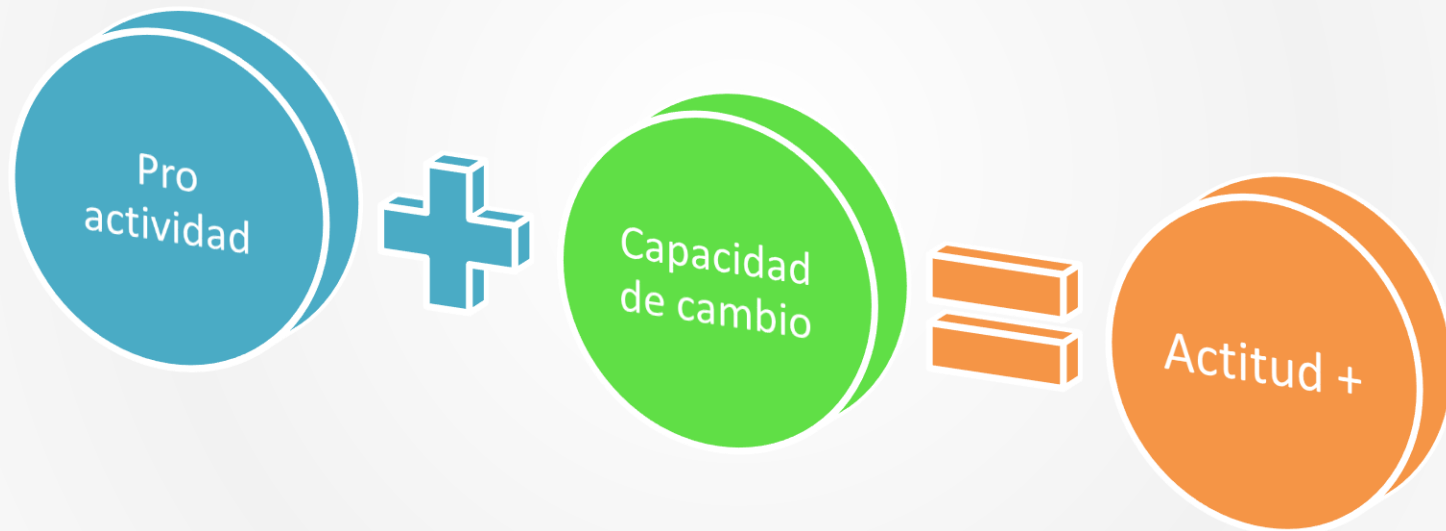 Pro
actividad
Capacidad
de cambio
Actitud +